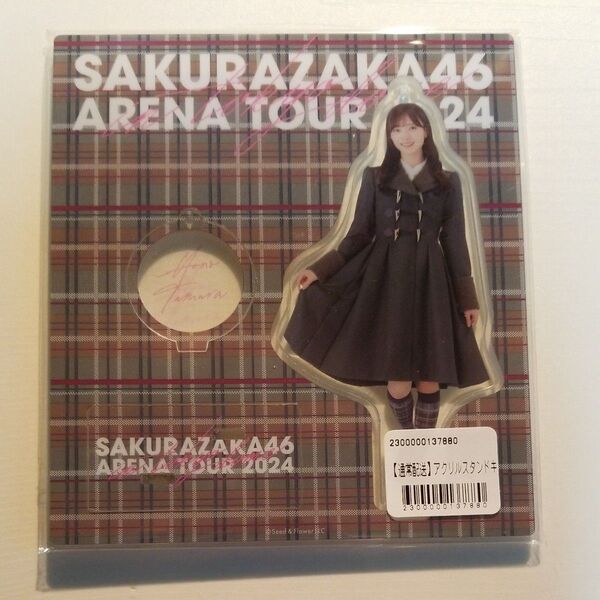 SAKURAZAKA46
ARENA TOUR 2024
Hono
Tamura
SAKURAZAKA46
ARENA TOUR 2024
©Seed & Flower LLC
2300000137880
【通常配送】アクリルスタンドキ
2300000137880